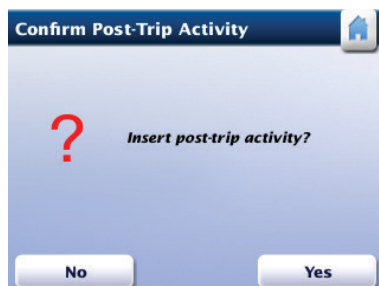 Confirm Post-Trip Activity
?
Insert post-trip activity?
No
Yes